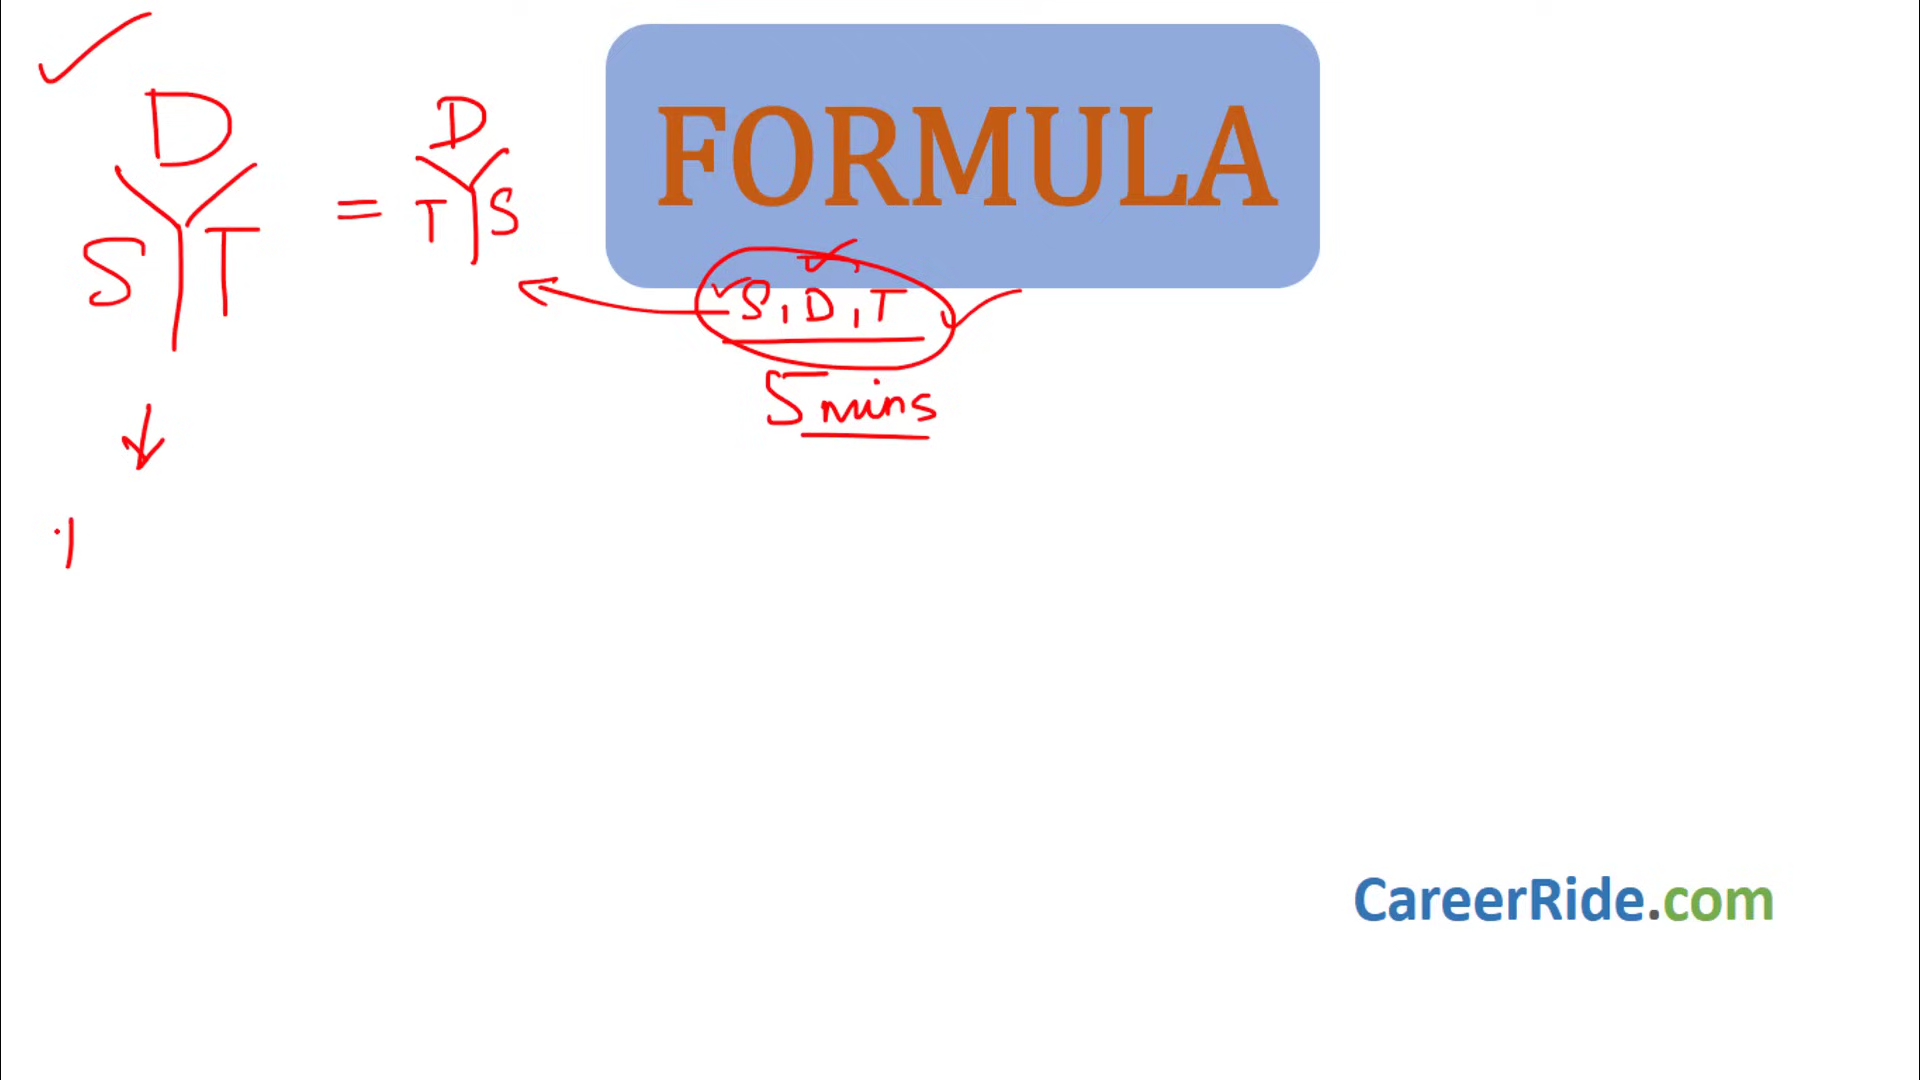 FORMULA
D
S T
=
D
T S
S, D, T
5 mins
CareerRide.com